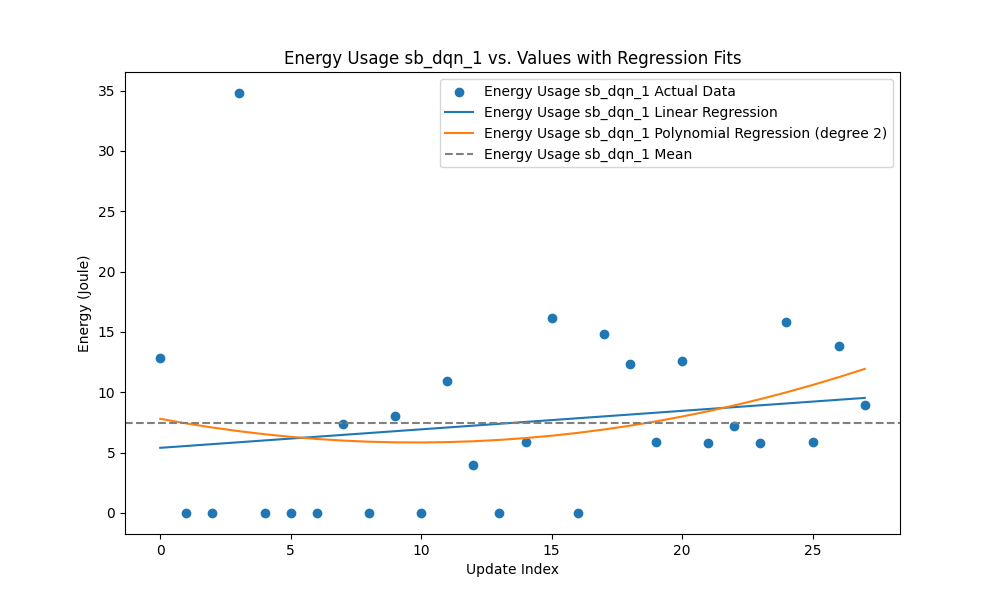 Energy Usage sb_dqn_1 vs. Values with Regression Fits
Energy Usage sb_dqn_1 Actual Data
Energy Usage sb_dqn_1 Linear Regression
Energy Usage sb_dqn_1 Polynomial Regression (degree 2)
Energy Usage sb_dqn_1 Mean
Energy (Joule)
35
30
25
20
15
10
5
0
0 5 10 15 20 25
Update Index